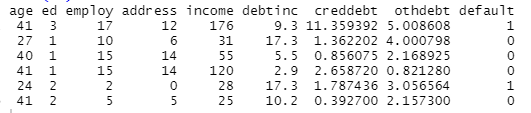 age ed employ address income debtinc creddebt othdebt default
41 3 17 12 176 9.3 11.359392 5.008608 1
27 1 10 6 31 17.3 1.362202 4.000798 0
40 1 15 14 55 5.5 0.856075 2.168925 0
41 1 15 14 120 2.9 2.658720 0.821280 0
24 2 2 0 28 17.3 1.787436 3.056564 1
41 2 5 5 25 10.2 0.392700 2.157300 0